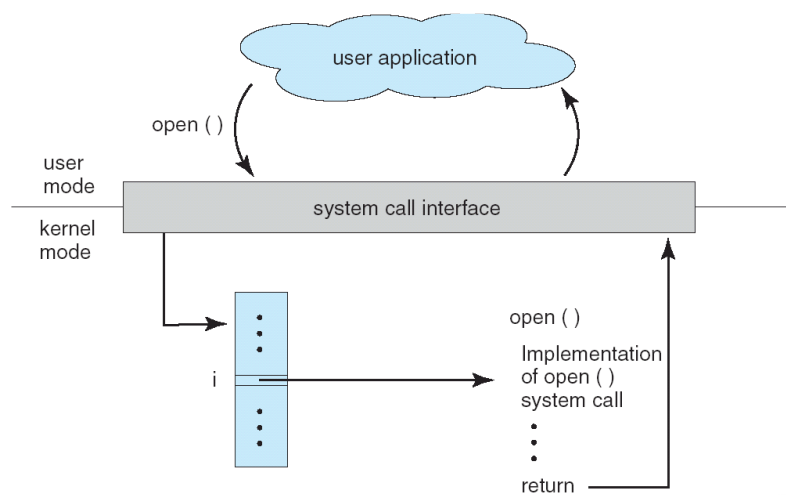 user application
open ( )
user
mode
system call interface
kernel
mode
open ( )
i
Implementation
of open ( )
system call
return